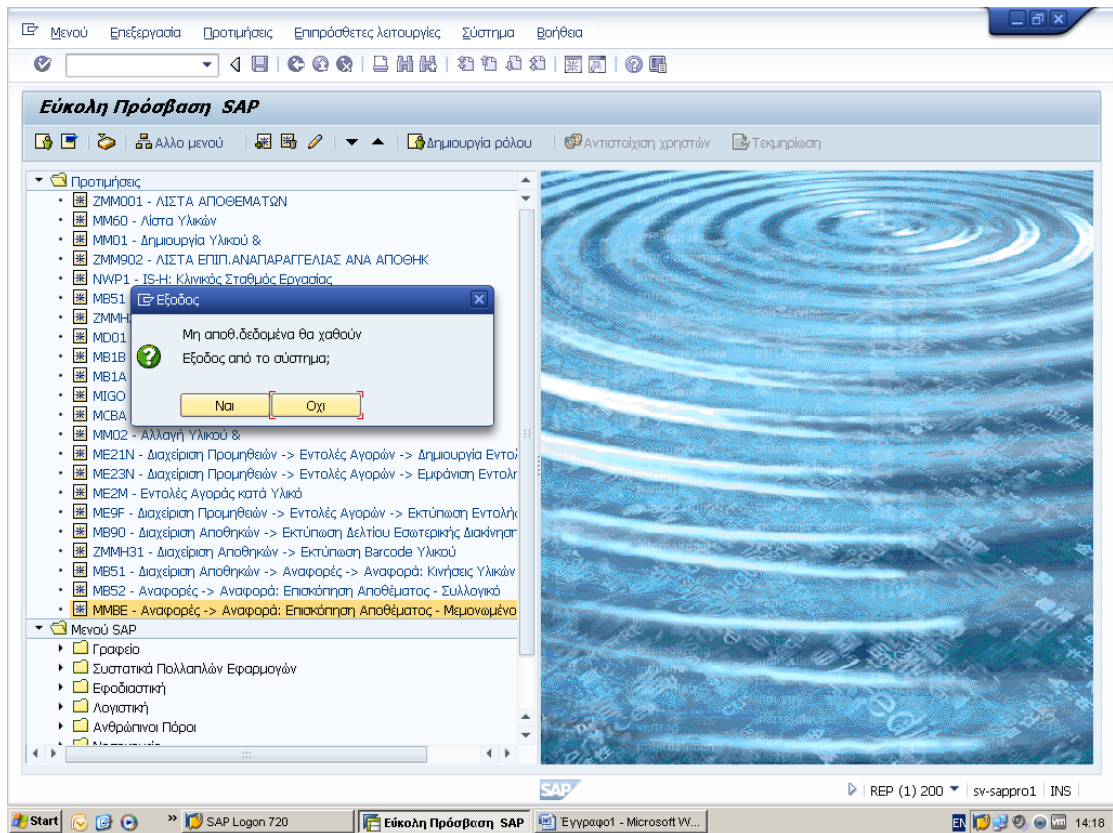 Μενού Επεξεργασία Προτιμήσεις Επιπρόσθετες λειτουργίες Σύστημα Βοήθεια
Εύκολη Πρόσβαση SAP
Αλλο μενού Δημιουργία ρόλου Αντιστοίχιση χρηστών Τεκμηρίωση
Προτιμήσεις
ZMM001 - ΛΙΣΤΑ ΑΠΟΘΕΜΑΤΩΝ
MM60 - Λίστα Υλικών
MM01 - Δημιουργία Υλικού &
ZMM902 - ΛΙΣΤΑ ΕΠΙΠ.ΑΝΑΠΑΡΑΓΓΕΛΙΑΣ ΑΝΑ ΑΠΟΘΗΚ
NWP1 - IS-H: Κλινικός Σταθμός Εργασίας
MB51
ZMMH
MD01
MB1B
MB1A
MIGO
MCBA
Εξοδος
Μη αποθ.δεδομένα θα χαθούν
Εξοδος από το σύστημα;
Ναι Οχι
MM02 - Αλλαγή Υλικού &
ME21N - Διαχείριση Προμηθειών -> Εντολές Αγορών -> Δημιουργία Εντολ
ME23N - Διαχείριση Προμηθειών -> Εντολές Αγορών -> Εμφάνιση Εντολή
ME2M - Εντολές Αγοράς κατά Υλικό
ME9F - Διαχείριση Προμηθειών -> Εντολές Αγορών -> Εκτύπωση Εντολής
MB90 - Διαχείριση Αποθηκών -> Εκτύπωση Δελτίου Εσωτερικής Διακίνησ
ZMMH31 - Διαχείριση Αποθηκών -> Εκτύπωση Barcode Υλικού
MB51 - Διαχείριση Αποθηκών -> Αναφορές -> Αναφορά: Κινήσεις Υλικών
MB52 - Αναφορές -> Αναφορά: Επισκόπηση Αποθέματος - Συλλογικό
MMBE - Αναφορές -> Αναφορά: Επισκόπηση Αποθέματος - Μεμονωμένο
Μενού SAP
Γραφείο
Συστατικά Πολλαπλών Εφαρμογών
Εφοδιαστική
Λογιστική
Ανθρώπινοι Πόροι
SAP REP (1) 200 sv-sappro1 INS
Start SAP Logon 720 Εύκολη Πρόσβαση SAP Έγγραφο1 - Microsoft W... EN 14:18